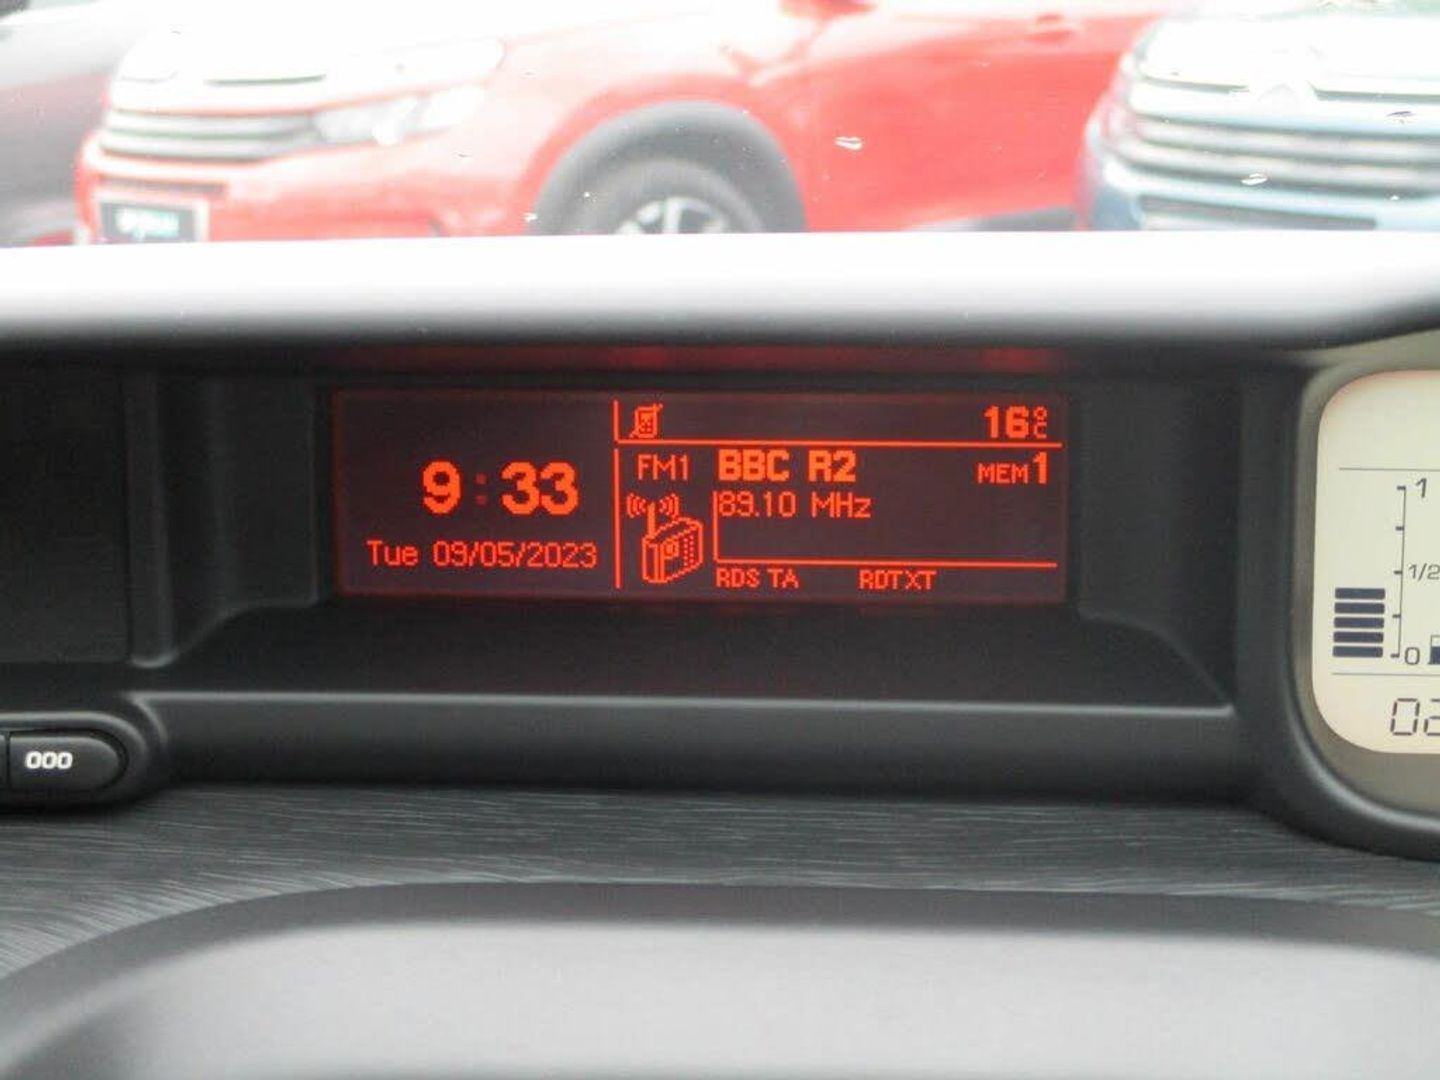 16°C
FM1 BBC R2 MEM 1
9:33
89.10 MHz
Tue 09/05/2023
RDS TA RDTXT
1
1/2
0
000